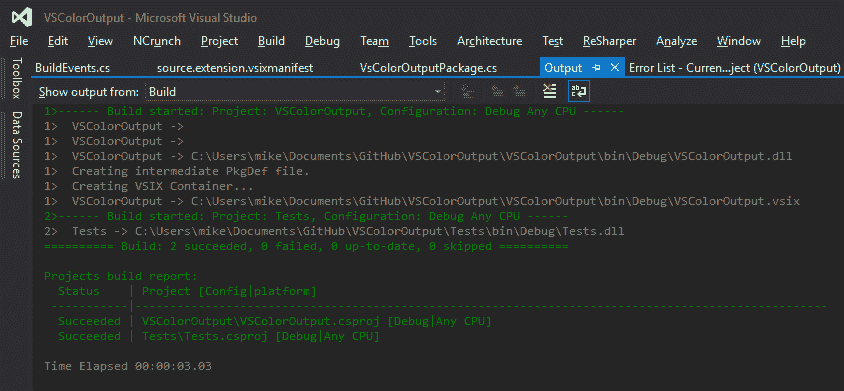 VSColorOutput - Microsoft Visual Studio
File Edit View NCrunch Project Build Debug Team Tools Architecture Test ReSharper Analyze Window Help
Toolbox
Data Sources
BuildEvents.cs source.extension.vsixmanifest VsColorOutputPackage.cs Output Error List - Curren...ject (VSColorOutput)
Show output from: Build
1>------ Build started: Project: VSColorOutput, Configuration: Debug Any CPU ------
1>  VSColorOutput ->
1>  VSColorOutput ->
1>  VSColorOutput -> C:\Users\mike\Documents\GitHub\VSColorOutput\VSColorOutput\bin\Debug\VSColorOutput.dll
1>  Creating intermediate PkgDef file.
1>  Creating VSIX Container...
1>  VSColorOutput -> C:\Users\mike\Documents\GitHub\VSColorOutput\VSColorOutput\bin\Debug\VSColorOutput.vsix
2>------ Build started: Project: Tests, Configuration: Debug Any CPU ------
2>  Tests -> C:\Users\mike\Documents\GitHub\VSColorOutput\Tests\bin\Debug\Tests.dll
========== Build: 2 succeeded, 0 failed, 0 up-to-date, 0 skipped ==========
Projects build report:
Status    | Project [Config|platform]
----------|------------------------------------------------------------------------------------------
Succeeded | VSColorOutput\VSColorOutput.csproj [Debug|Any CPU]
Succeeded | Tests\Tests.csproj [Debug|Any CPU]
Time Elapsed 00:00:03.03